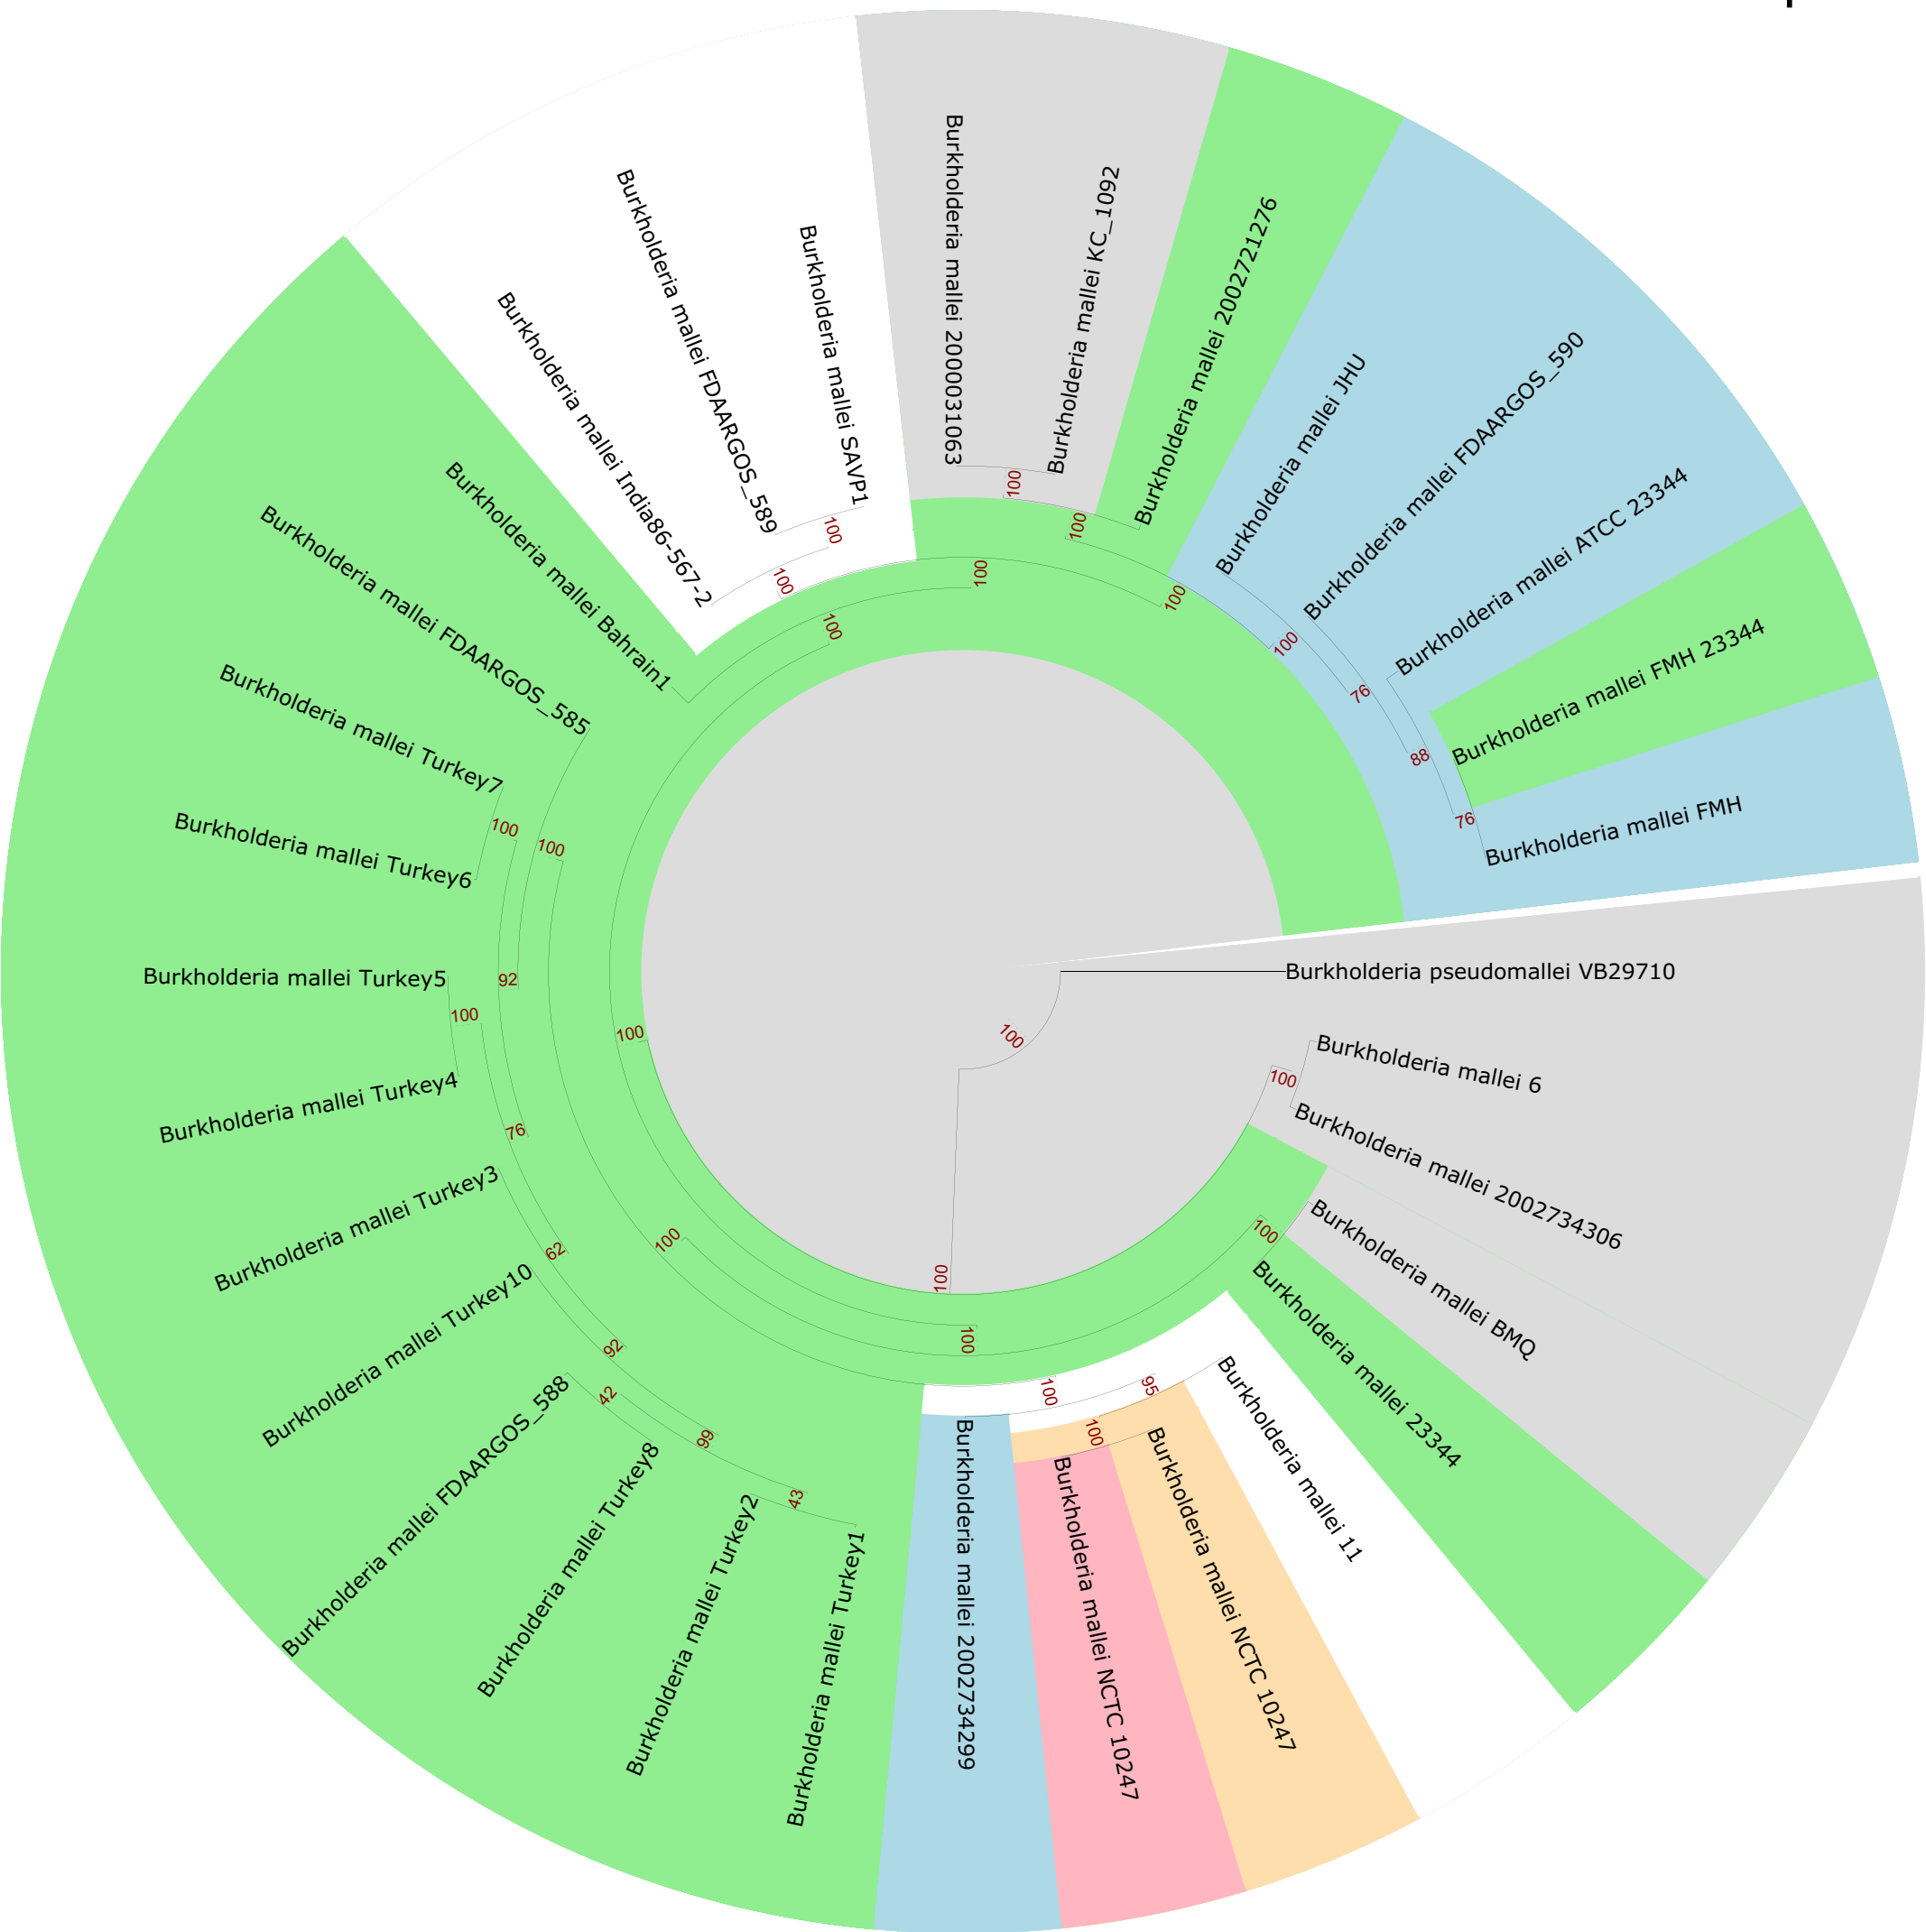 Burkholderia mallei 2000031063
Burkholderia mallei KC_1092
Burkholderia mallei 2002721276
Burkholderia mallei JHU
Burkholderia mallei FDAARGOS_590
Burkholderia mallei ATCC 23344
Burkholderia mallei FMH 23344
Burkholderia mallei FMH
Burkholderia pseudomallei VB29710
Burkholderia mallei 6
Burkholderia mallei 2002734306
Burkholderia mallei BMQ
Burkholderia mallei 23344
Burkholderia mallei 11
Burkholderia mallei NCTC 10247
Burkholderia mallei NCTC 10247
Burkholderia mallei 2002734299
Burkholderia mallei Turkey1
Burkholderia mallei Turkey2
Burkholderia mallei Turkey8
Burkholderia mallei FDAARGOS_588
Burkholderia mallei Turkey10
Burkholderia mallei Turkey3
Burkholderia mallei Turkey4
Burkholderia mallei Turkey5
Burkholderia mallei Turkey6
Burkholderia mallei Turkey7
Burkholderia mallei FDAARGOS_585
Burkholderia mallei Bahrain1
Burkholderia mallei India86-567-2
Burkholderia mallei FDAARGOS_589
Burkholderia mallei SAVP1
100
100
100
100
76
88
76
100
100
100
100
95
100
100
100
100
43
99
42
92
62
76
100
92
100
100
100
100
100
100
100
100